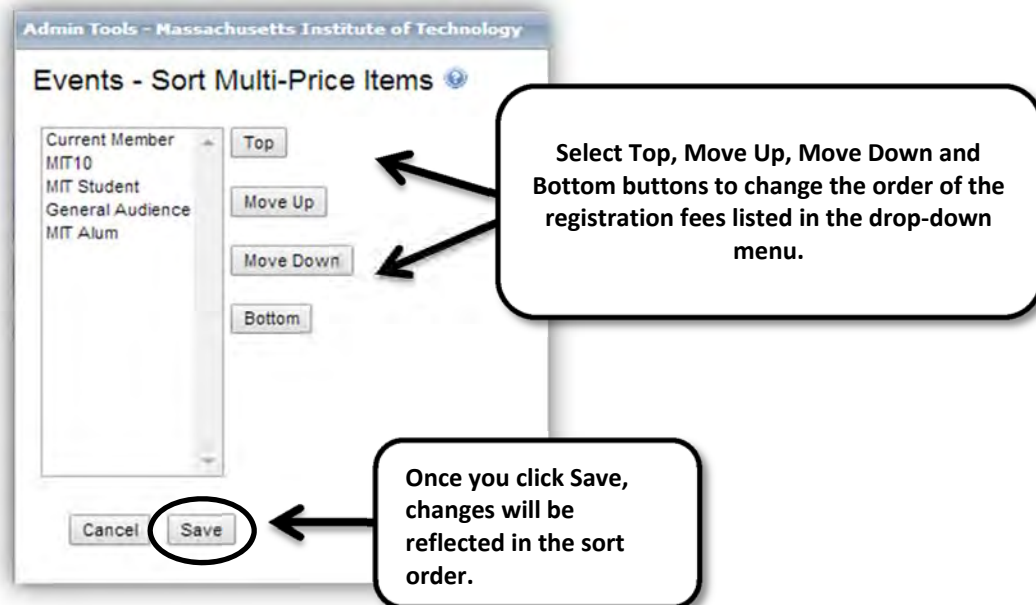 Admin Tools - Massachusetts Institute of Technology
Events - Sort Multi-Price Items
Current Member
MIT10
MIT Student
General Audience
MIT Alum
Top
Move Up
Move Down
Bottom
Select Top, Move Up, Move Down and
Bottom buttons to change the order of the
registration fees listed in the drop-down
menu.
Once you click Save,
changes will be
reflected in the sort
order.
Cancel Save